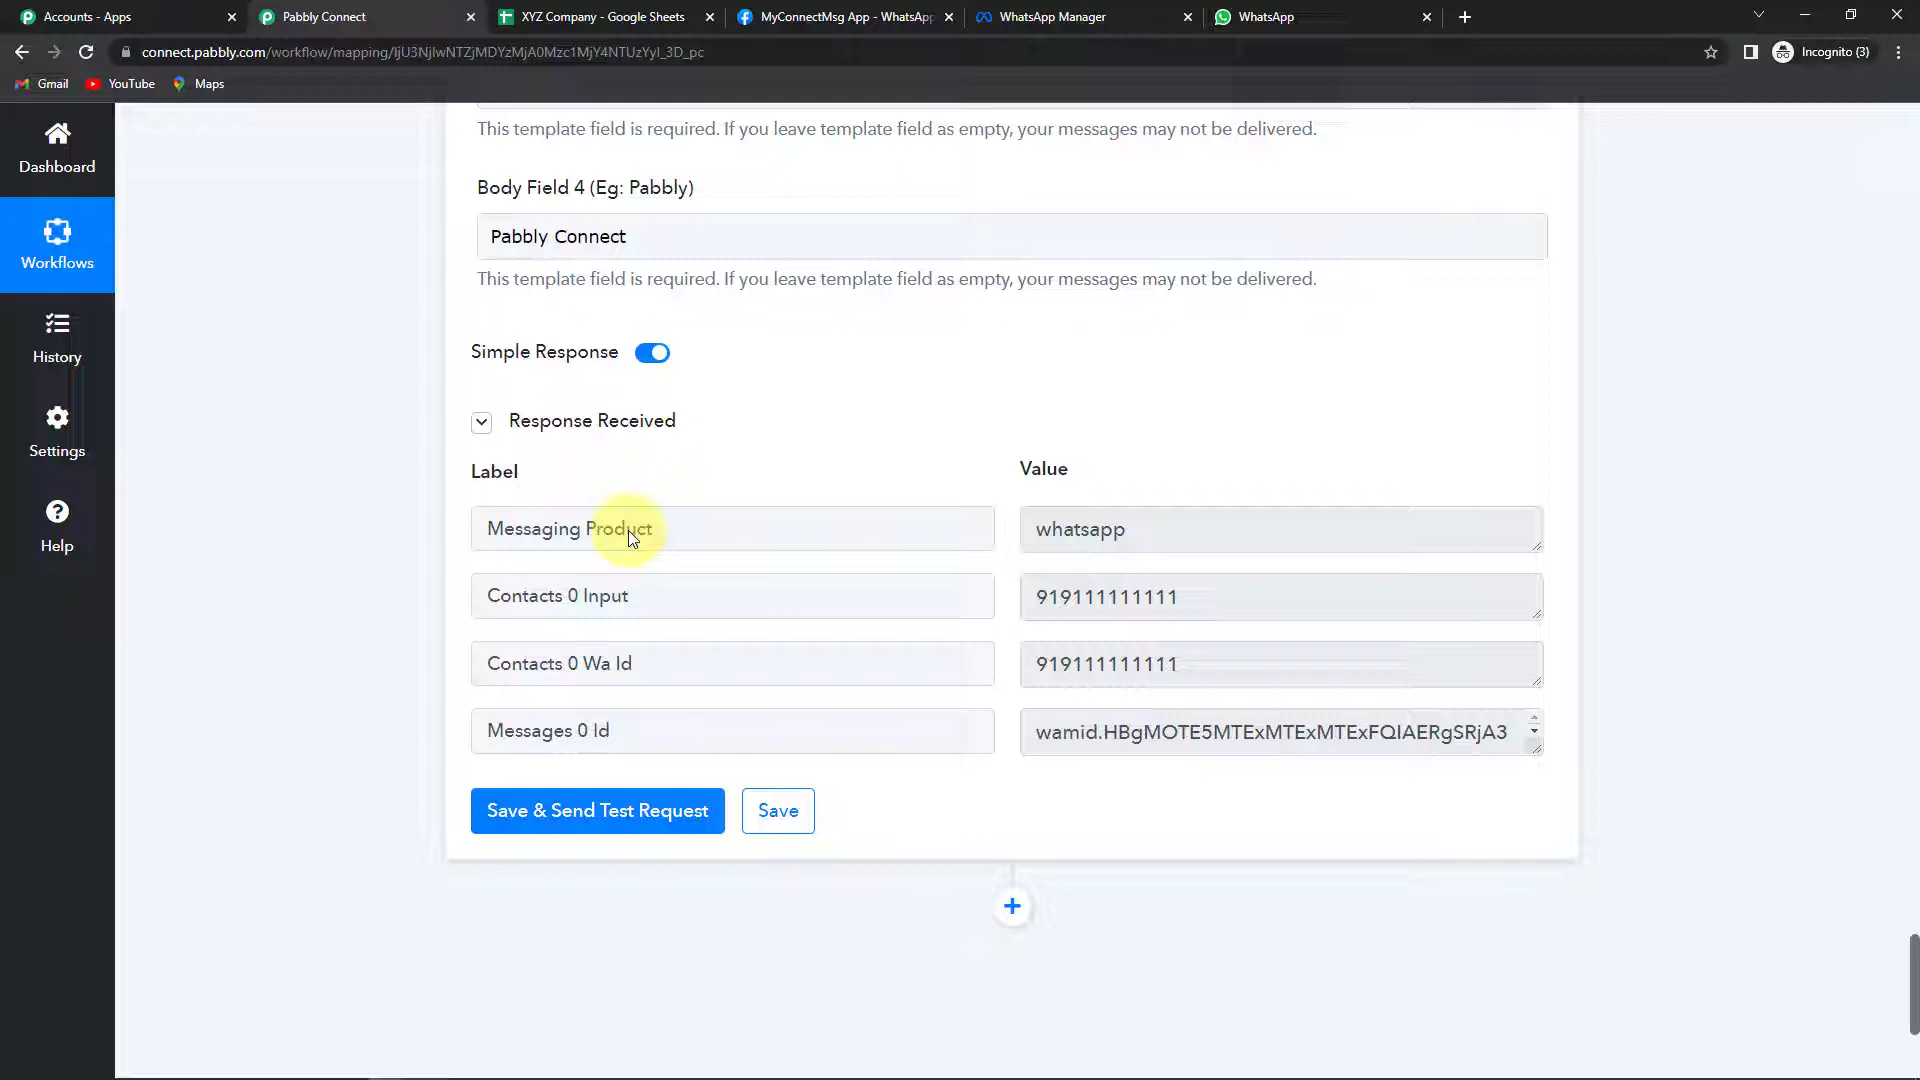 Accounts - Apps
Pabbly Connect
XYZ Company - Google Sheets
MyConnectMsg App - WhatsApp
WhatsApp Manager
WhatsApp
connect.pabbly.com/workflow/mapping/
Incognito (3)
Gmail
YouTube
Maps
Dashboard
Workflows
History
Settings
Help
This template field is required. If you leave template field as empty, your messages may not be delivered.
Body Field 4 (Eg: Pabbly)
Pabbly Connect
This template field is required. If you leave template field as empty, your messages may not be delivered.
Simple Response
Response Received
Label
Value
Messaging Product
whatsapp
Contacts 0 Input
919111111111
Contacts 0 Wa Id
919111111111
Messages 0 Id
wamid.HBgMOTE5MTExMTExMTExFQIAERgSRjA3
Save & Send Test Request
Save